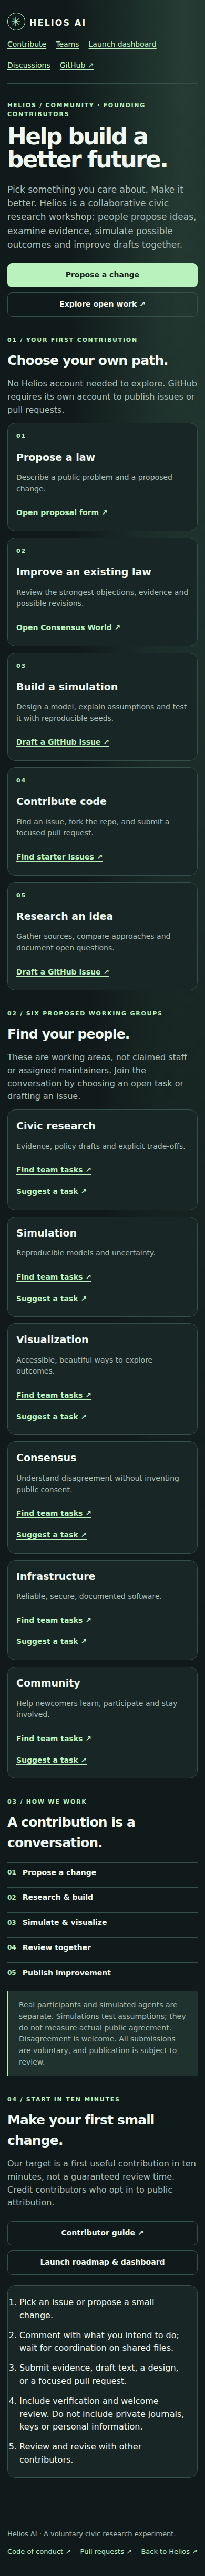 HELIOS AI
Contribute Teams Launch dashboard
Discussions GitHub ↗
HELIOS / COMMUNITY · FOUNDING
CONTRIBUTORS
Help build a
better future.
Pick something you care about. Make it
better. Helios is a collaborative civic
research workshop: people propose ideas,
examine evidence, simulate possible
outcomes and improve drafts together.
Propose a change
Explore open work ↗
01 / YOUR FIRST CONTRIBUTION
Choose your own path.
No Helios account needed to explore. GitHub
requires its own account to publish issues or
pull requests.
01
Propose a law
Describe a public problem and a proposed
change.
Open proposal form ↗
02
Improve an existing law
Review the strongest objections, evidence and
possible revisions.
Open Consensus World ↗
03
Build a simulation
Design a model, explain assumptions and test
it with reproducible seeds.
Draft a GitHub issue ↗
04
Contribute code
Find an issue, fork the repo, and submit a
focused pull request.
Find starter issues ↗
05
Research an idea
Gather sources, compare approaches and
document open questions.
Draft a GitHub issue ↗
02 / SIX PROPOSED WORKING GROUPS
Find your people.
These are working areas, not claimed staff
or assigned maintainers. Join the
conversation by choosing an open task or
drafting an issue.
Civic research
Evidence, policy drafts and explicit trade-offs.
Find team tasks ↗
Suggest a task ↗
Simulation
Reproducible models and uncertainty.
Find team tasks ↗
Suggest a task ↗
Visualization
Accessible, beautiful ways to explore
outcomes.
Find team tasks ↗
Suggest a task ↗
Consensus
Understand disagreement without inventing
public consent.
Find team tasks ↗
Suggest a task ↗
Infrastructure
Reliable, secure, documented software.
Find team tasks ↗
Suggest a task ↗
Community
Help newcomers learn, participate and stay
involved.
Find team tasks ↗
Suggest a task ↗
03 / HOW WE WORK
A contribution is a
conversation.
01 Propose a change
02 Research & build
03 Simulate & visualize
04 Review together
05 Publish improvement
Real participants and simulated agents are
separate. Simulations test assumptions; they
do not measure actual public agreement.
Disagreement is welcome. All submissions
are voluntary, and publication is subject to
review.
04 / START IN TEN MINUTES
Make your first small
change.
Our target is a first useful contribution in ten
minutes, not a guaranteed review time.
Credit contributors who opt in to public
attribution.
Contributor guide ↗
Launch roadmap & dashboard
1. Pick an issue or propose a small
change.
2. Comment with what you intend to do;
wait for coordination on shared files.
3. Submit evidence, draft text, a design,
or a focused pull request.
4. Include verification and welcome
review. Do not include private journals,
keys or personal information.
5. Review and revise with other
contributors.
Helios AI · A voluntary civic research experiment.
Code of conduct ↗ Pull requests ↗ Back to Helios ↗